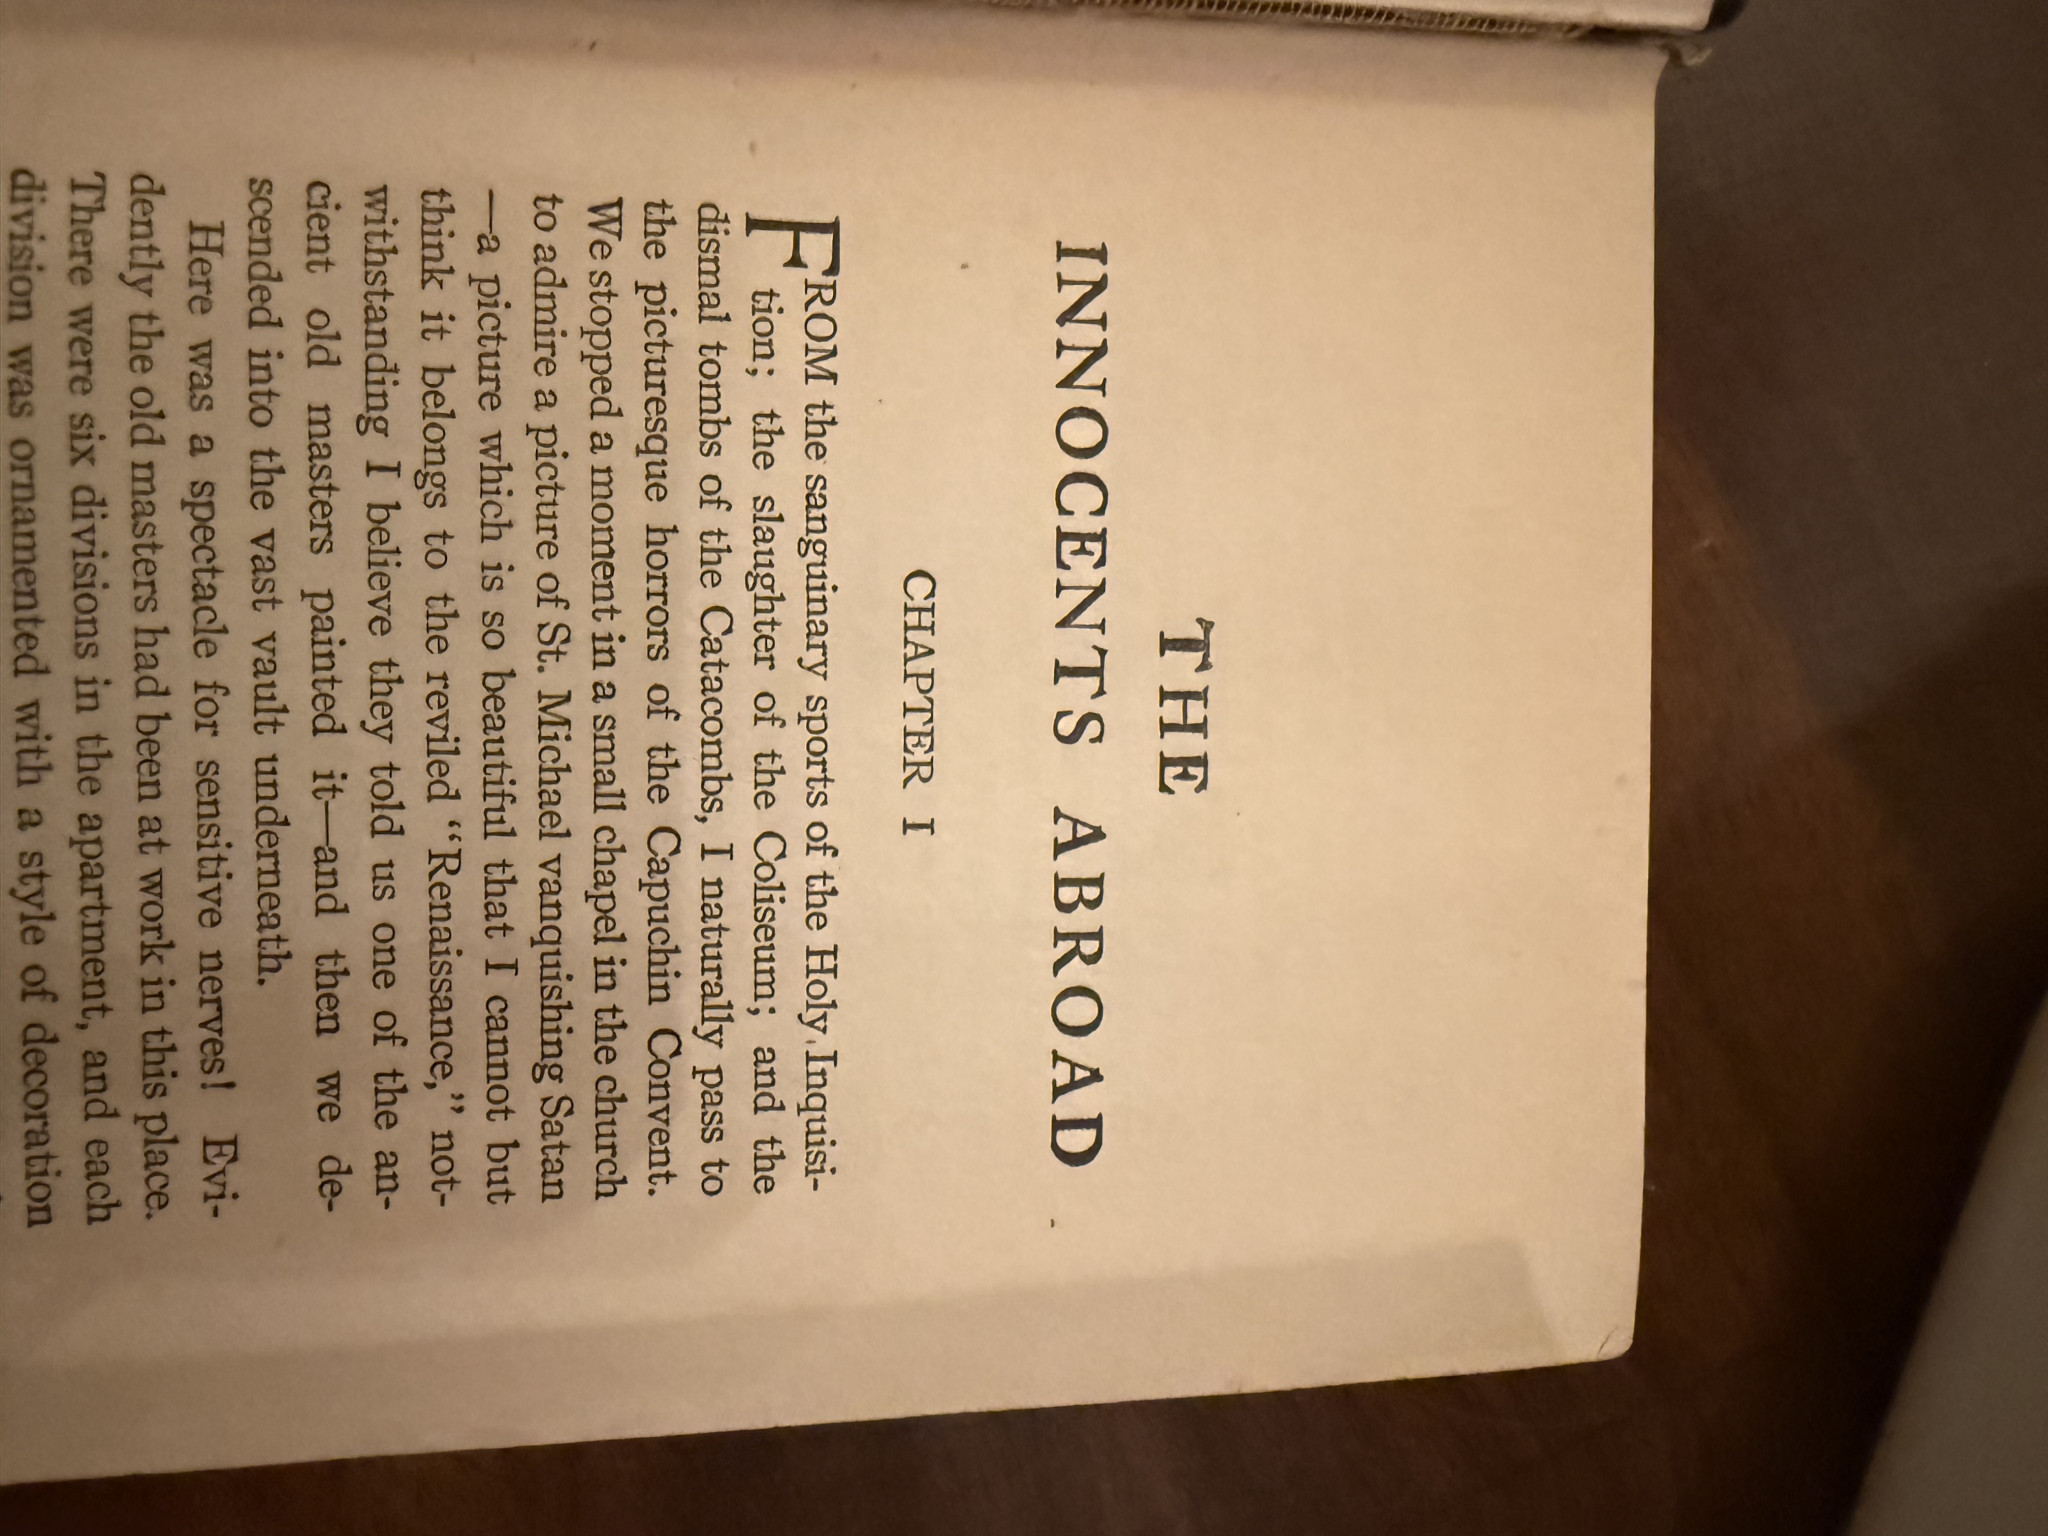 THE
INNOCENTS ABROAD
CHAPTER I
FROM the sanguinary sports of the Holy Inquisi-
tion; the slaughter of the Coliseum; and the
dismal tombs of the Catacombs, I naturally pass to
the picturesque horrors of the Capuchin Convent.
We stopped a moment in a small chapel in the church
to admire a picture of St. Michael vanquishing Satan
—a picture which is so beautiful that I cannot but
think it belongs to the reviled “Renaissance,” not-
withstanding I believe they told us one of the an-
cient old masters painted it—and then we de-
scended into the vast vault underneath.
Here was a spectacle for sensitive nerves! Evi-
dently the old masters had been at work in this place.
There were six divisions in the apartment, and each
division was ornamented with a style of decoration